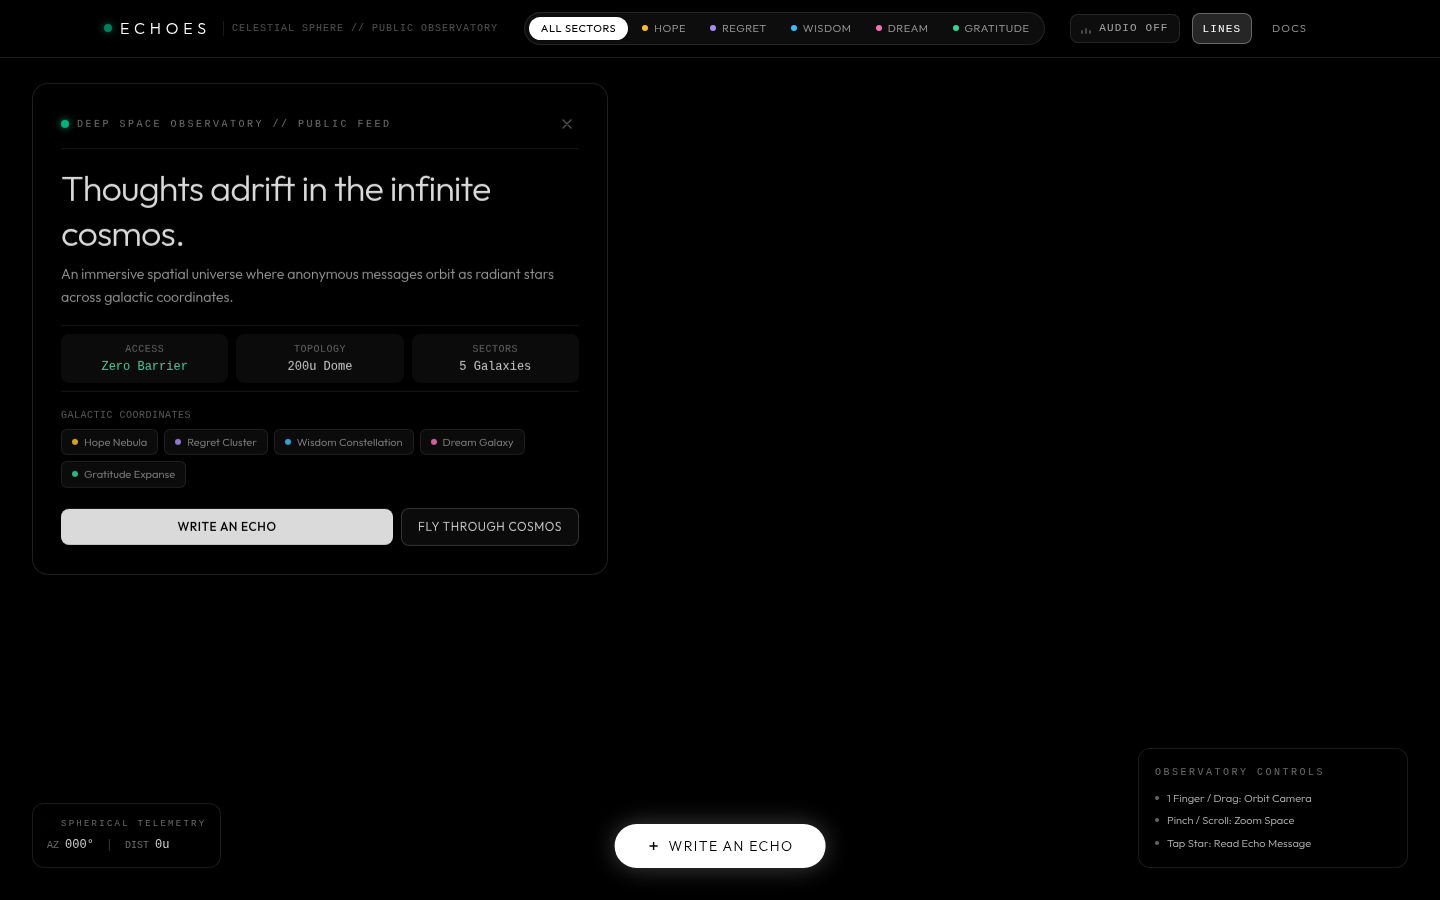 ECHOES
CELESTIAL SPHERE // PUBLIC OBSERVATORY
ALL SECTORS
HOPE
REGRET
WISDOM
DREAM
GRATITUDE
AUDIO OFF
LINES
DOCS
DEEP SPACE OBSERVATORY // PUBLIC FEED
Thoughts adrift in the infinite
cosmos.
An immersive spatial universe where anonymous messages orbit as radiant stars
across galactic coordinates.
ACCESS
Zero Barrier
TOPOLOGY
200u Dome
SECTORS
5 Galaxies
GALACTIC COORDINATES
Hope Nebula
Regret Cluster
Wisdom Constellation
Dream Galaxy
Gratitude Expanse
WRITE AN ECHO
FLY THROUGH COSMOS
SPHERICAL TELEMETRY
AZ 000° | DIST 0u
+ WRITE AN ECHO
OBSERVATORY CONTROLS
1 Finger / Drag: Orbit Camera
Pinch / Scroll: Zoom Space
Tap Star: Read Echo Message